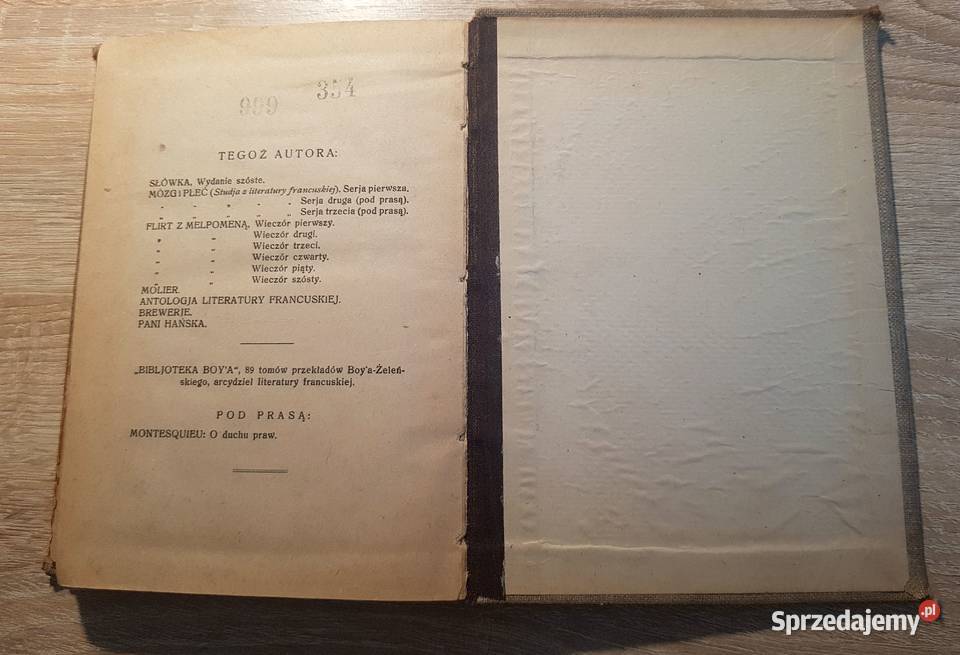 999 354
TEGOŻ AUTORA:
SŁÓWKA. Wydanie szóste.
MÓZG I PŁEĆ (Studja z literatury francuskiej). Serja pierwsza.
„ „ „ „ „ Serja druga (pod prasą).
„ „ „ „ „ Serja trzecia (pod prasą).
FLIRT Z MELPOMENĄ. Wieczór pierwszy.
„ „ Wieczór drugi.
„ „ Wieczór trzeci.
„ „ Wieczór czwarty.
„ „ Wieczór piąty.
„ „ Wieczór szósty.
MOLIER.
ANTOLOGJA LITERATURY FRANCUSKIEJ.
BREWERJE.
PANI HAŃSKA.
„BIBLJOTEKA BOY'A“, 89 tomów przekładów Boy'a-Żeleń-
skiego, arcydzieł literatury francuskiej.
POD PRASĄ:
MONTESQUIEU: O duchu praw.
Sprzedajemy.pl